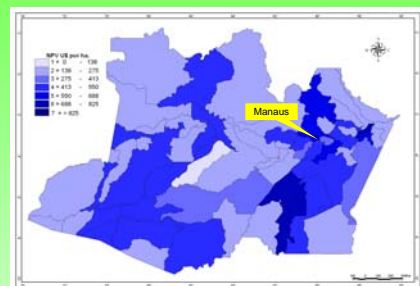 NPV US per ha.
1 = 0 - 138
2 = 138 - 275
3 = 275 - 413
4 = 413 - 550
5 = 550 - 688
6 = 688 - 825
7 = > 825
Manaus